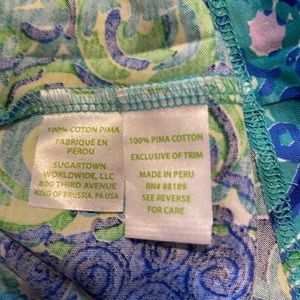 100% COTTON PIMA
FABRIQUÉ EN
PÉROU
SUGARTOWN
WORLDWIDE, LLC
800 THIRD AVENUE
KING OF PRUSSIA, PA USA
100% PIMA COTTON
EXCLUSIVE OF TRIM
MADE IN PERU
RN# 88189
SEE REVERSE
FOR CARE